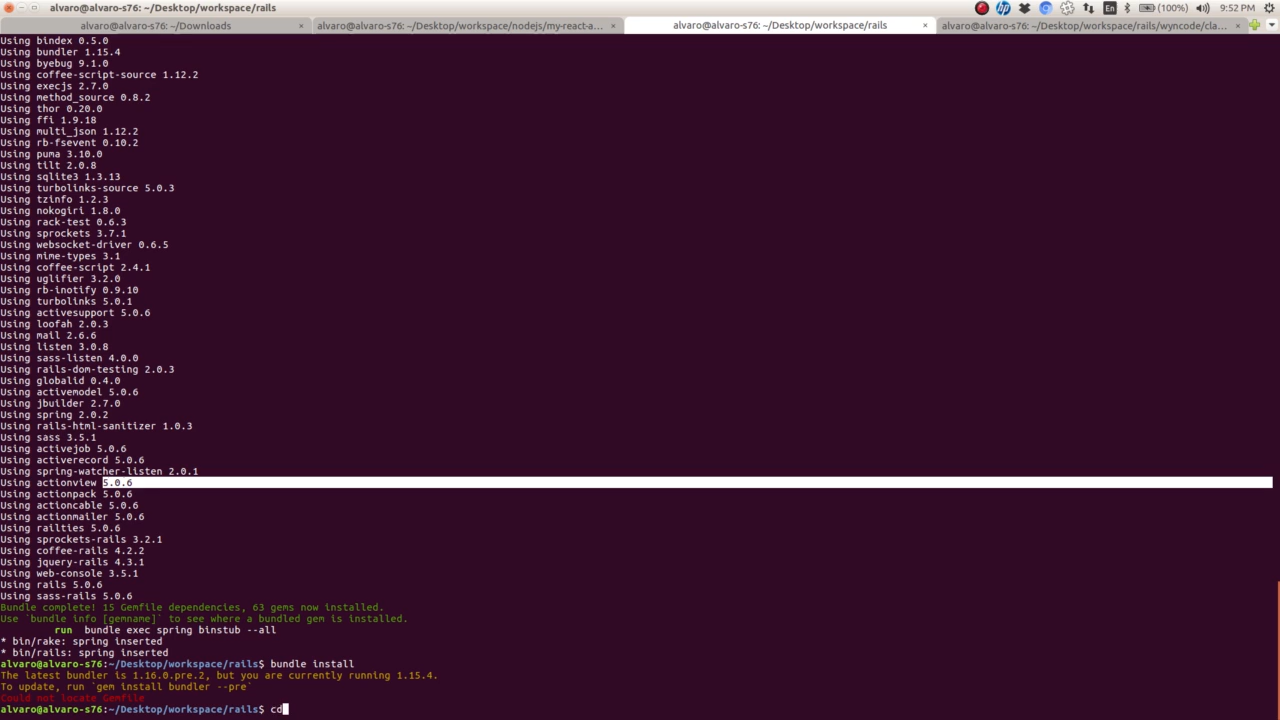 alvaro@alvaro-s76: ~/Desktop/workspace/rails
En (100%) 9:52 PM
alvaro@alvaro-s76: ~/Downloads × alvaro@alvaro-s76: ~/Desktop/workspace/nodejs/my-react-a... × alvaro@alvaro-s76: ~/Desktop/workspace/rails × alvaro@alvaro-s76: ~/Desktop/workspace/rails/wyncode/cla... ×
Using bindex 0.5.0
Using bundler 1.15.4
Using byebug 9.1.0
Using coffee-script-source 1.12.2
Using execjs 2.7.0
Using method_source 0.8.2
Using thor 0.20.0
Using ffi 1.9.18
Using multi_json 1.12.2
Using rb-fsevent 0.10.2
Using puma 3.10.0
Using tilt 2.0.8
Using sqlite3 1.3.13
Using turbolinks-source 5.0.3
Using tzinfo 1.2.3
Using nokogiri 1.8.0
Using rack-test 0.6.3
Using sprockets 3.7.1
Using websocket-driver 0.6.5
Using mime-types 3.1
Using coffee-script 2.4.1
Using uglifier 3.2.0
Using rb-inotify 0.9.10
Using turbolinks 5.0.1
Using activesupport 5.0.6
Using loofah 2.0.3
Using mail 2.6.6
Using listen 3.0.8
Using sass-listen 4.0.0
Using rails-dom-testing 2.0.3
Using globalid 0.4.0
Using activemodel 5.0.6
Using jbuilder 2.7.0
Using spring 2.0.2
Using rails-html-sanitizer 1.0.3
Using sass 3.5.1
Using activejob 5.0.6
Using activerecord 5.0.6
Using spring-watcher-listen 2.0.1
Using actionview 5.0.6
Using actionpack 5.0.6
Using actioncable 5.0.6
Using actionmailer 5.0.6
Using railties 5.0.6
Using sprockets-rails 3.2.1
Using coffee-rails 4.2.2
Using jquery-rails 4.3.1
Using web-console 3.5.1
Using rails 5.0.6
Using sass-rails 5.0.6
Bundle complete! 15 Gemfile dependencies, 63 gems now installed.
Use `bundle info [gemname]` to see where a bundled gem is installed.
run bundle exec spring binstub --all
* bin/rake: spring inserted
* bin/rails: spring inserted
alvaro@alvaro-s76:~/Desktop/workspace/rails$ bundle install
The latest bundler is 1.16.0.pre.2, but you are currently running 1.15.4.
To update, run `gem install bundler --pre`
Could not locate Gemfile
alvaro@alvaro-s76:~/Desktop/workspace/rails$ cd